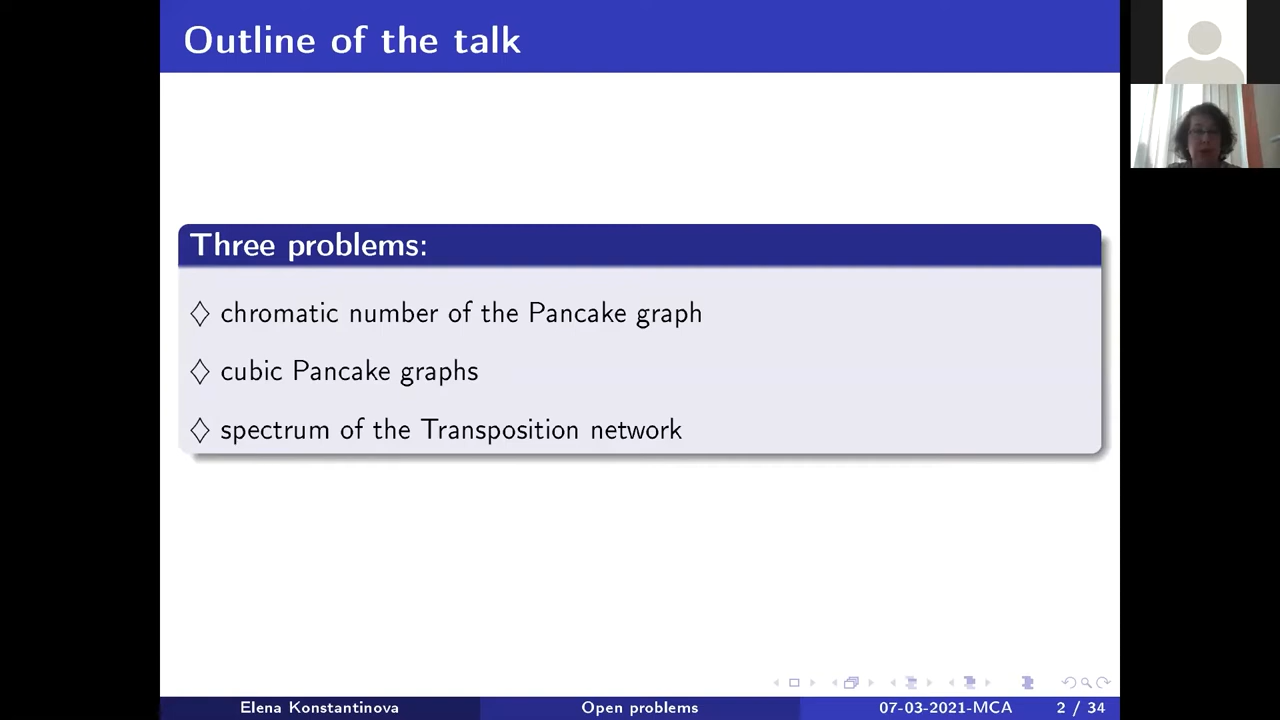 Outline of the talk
Three problems:
♢ chromatic number of the Pancake graph
♢ cubic Pancake graphs
♢ spectrum of the Transposition network
Elena Konstantinova
Open problems
07-03-2021-MCA
2 / 34